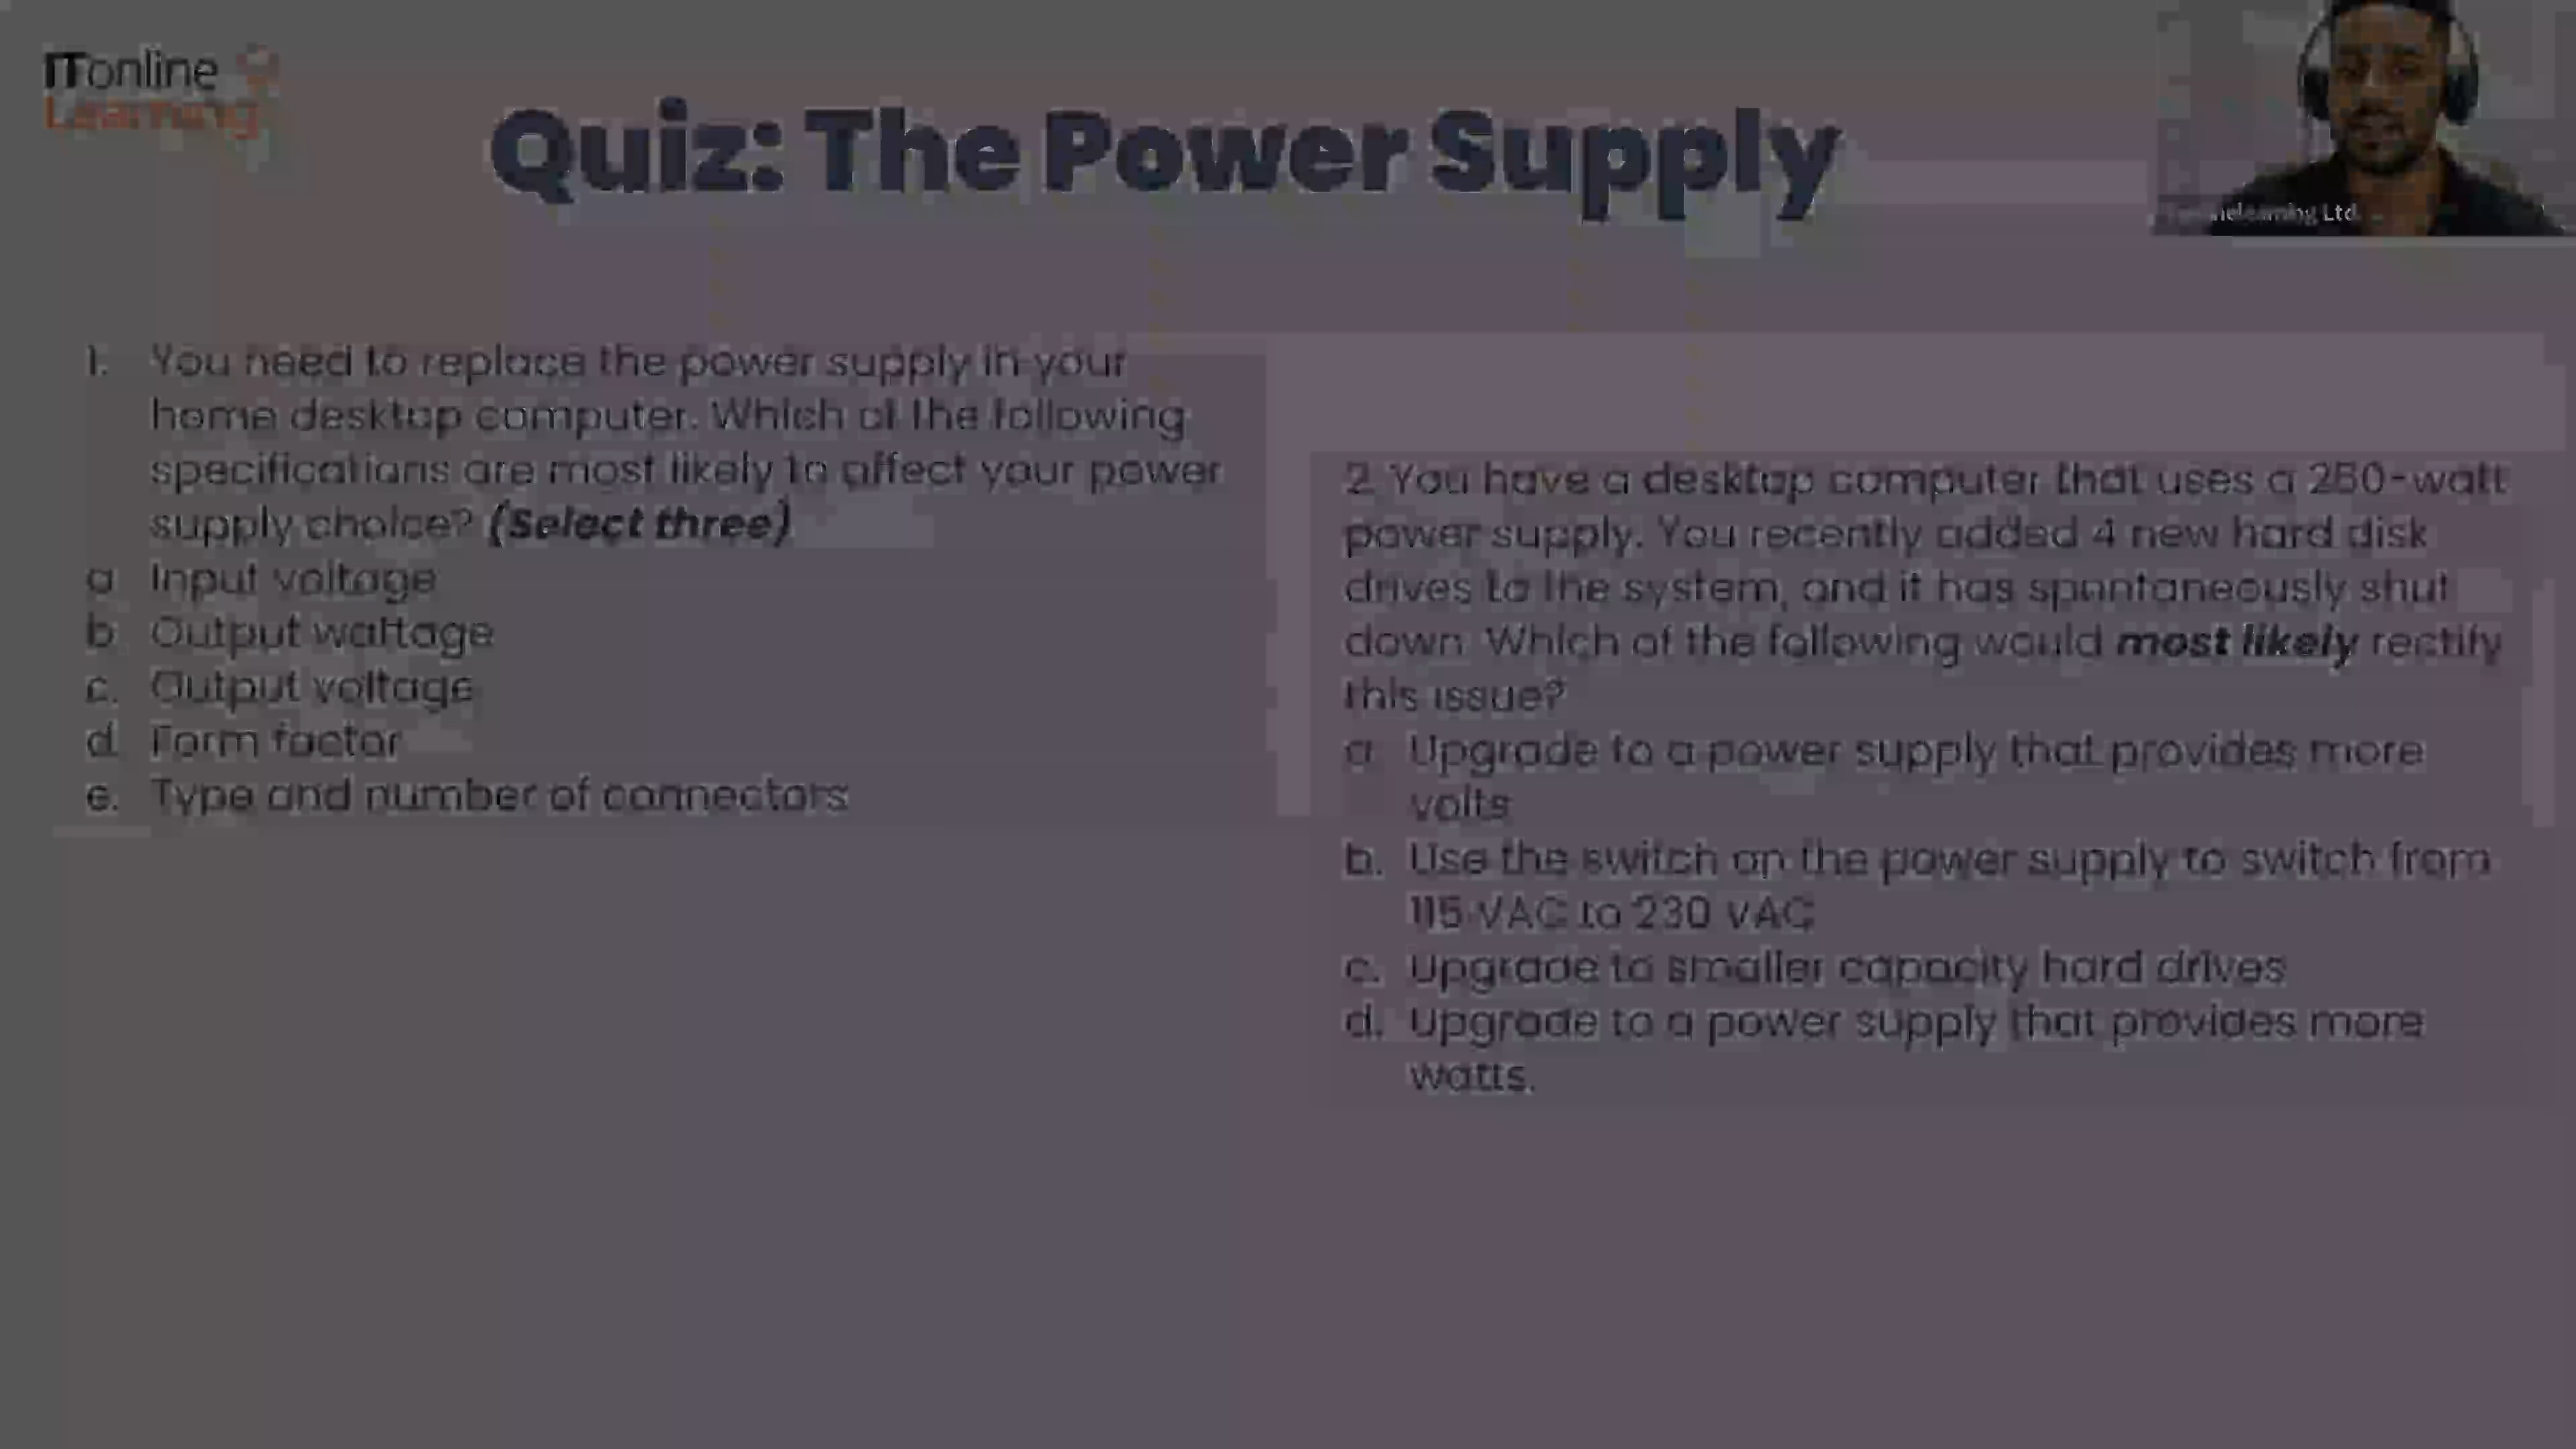 ITonline
Learning
Quiz: The Power Supply
1. You need to replace the power supply in your
home desktop computer. Which of the following
specifications are most likely to affect your power
supply choice? (Select three)
a. Input voltage
b. Output wattage
c. Output voltage
d. Form factor
e. Type and number of connectors
2. You have a desktop computer that uses a 250-watt
power supply. You recently added 4 new hard disk
drives to the system, and it has spontaneously shut
down. Which of the following would most likely rectify
this issue?
a. Upgrade to a power supply that provides more
volts
b. Use the switch on the power supply to switch from
115 VAC to 230 VAC
c. Upgrade to smaller capacity hard drives
d. Upgrade to a power supply that provides more
watts.
Ltd